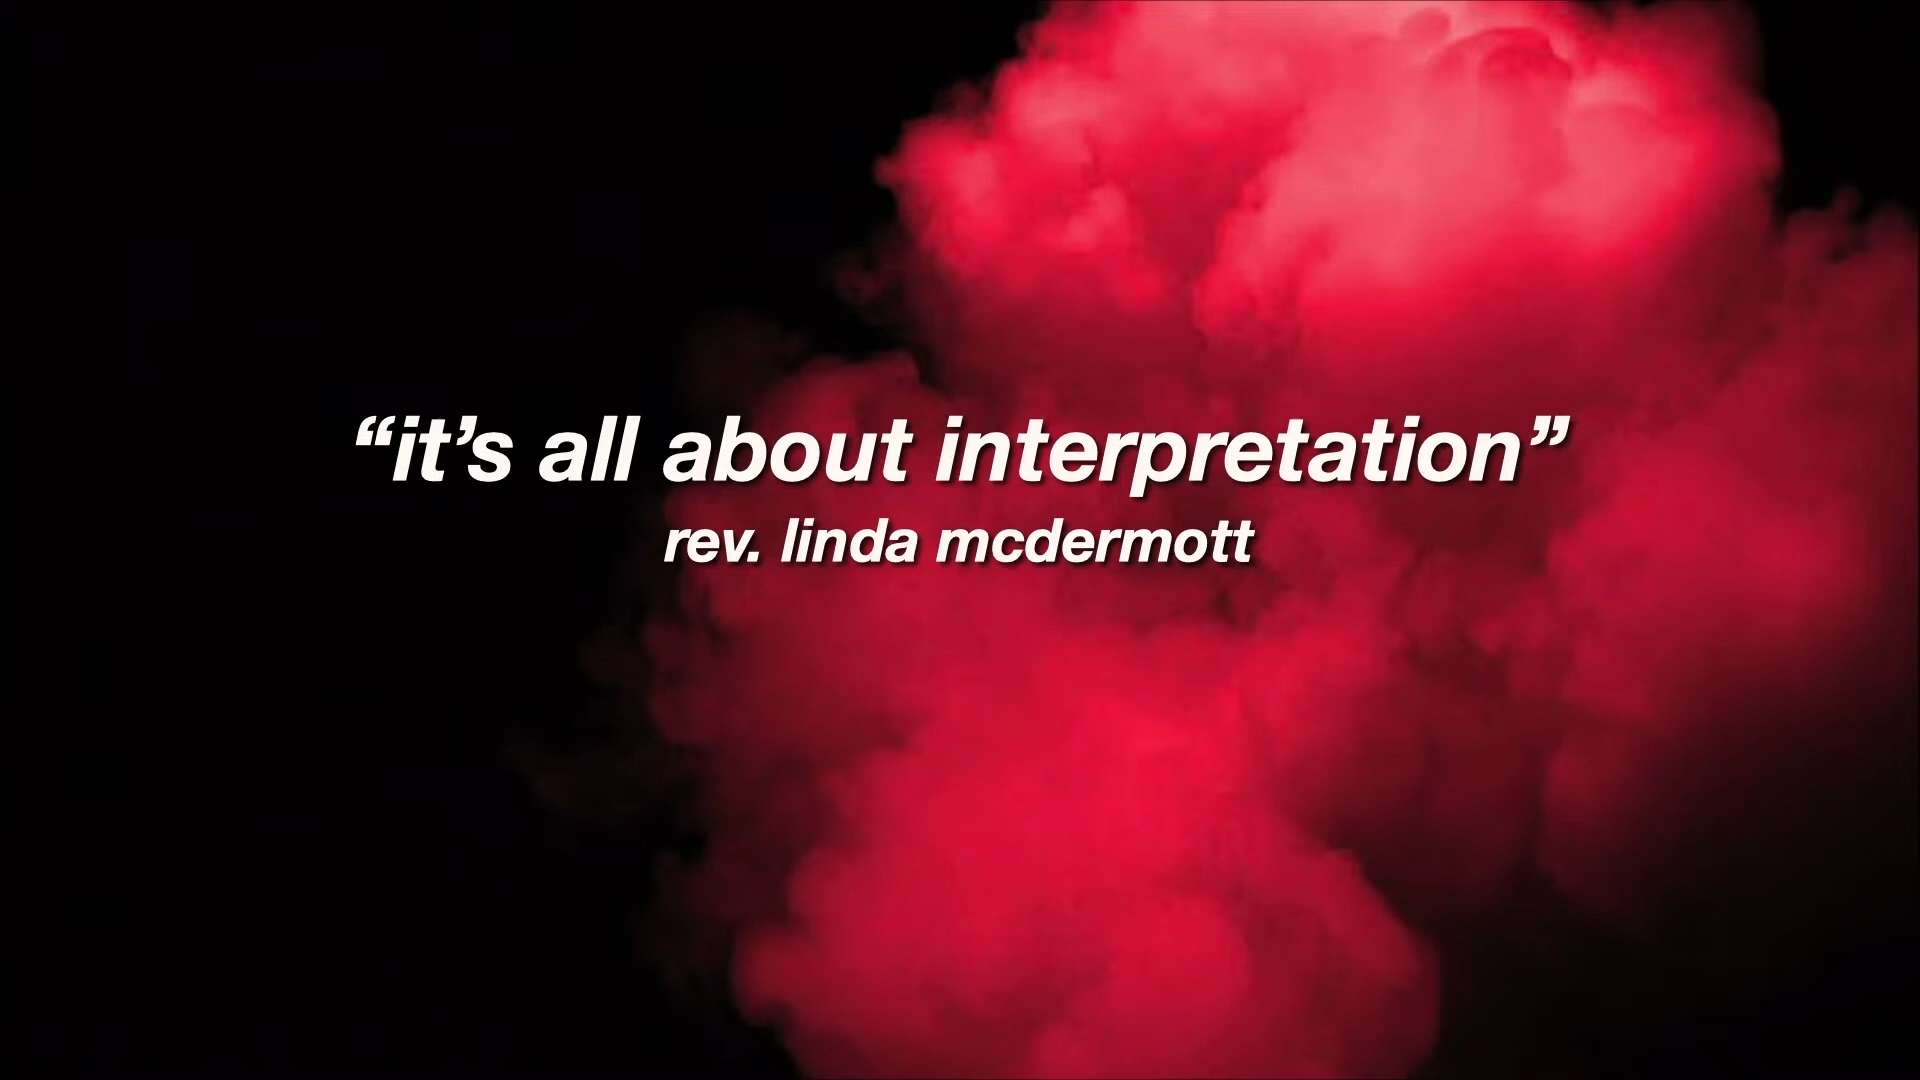 “it’s all about interpretation”
rev. linda mcdermott